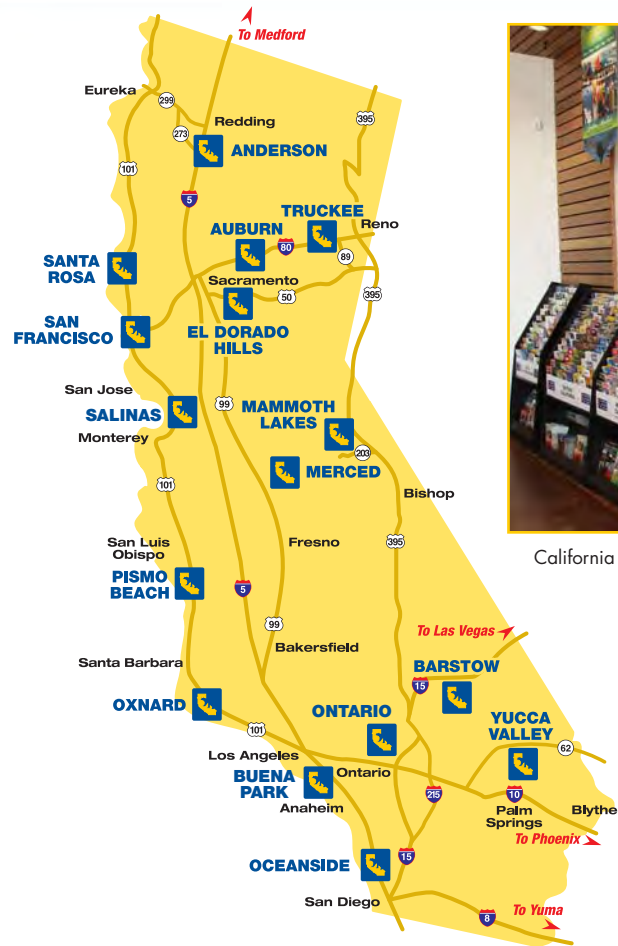 To Medford
Eureka
299
Redding
273
ANDERSON
395
101
5
TRUCKEE
Reno
AUBURN
80
89
SANTA
ROSA
Sacramento
50
395
SAN
FRANCISCO
EL DORADO
HILLS
San Jose
SALINAS
99
MAMMOTH
LAKES
Monterey
203
MERCED
101
Bishop
Fresno
395
San Luis
Obispo
PISMO
BEACH
5
99
California
To Las Vegas
Bakersfield
Santa Barbara
BARSTOW
15
OXNARD
ONTARIO
YUCCA
VALLEY
101
62
Los Angeles
Ontario
BUENA
PARK
215
10
Anaheim
Palm
Springs
Blythe
To Phoenix
15
OCEANSIDE
San Diego
8
To Yuma